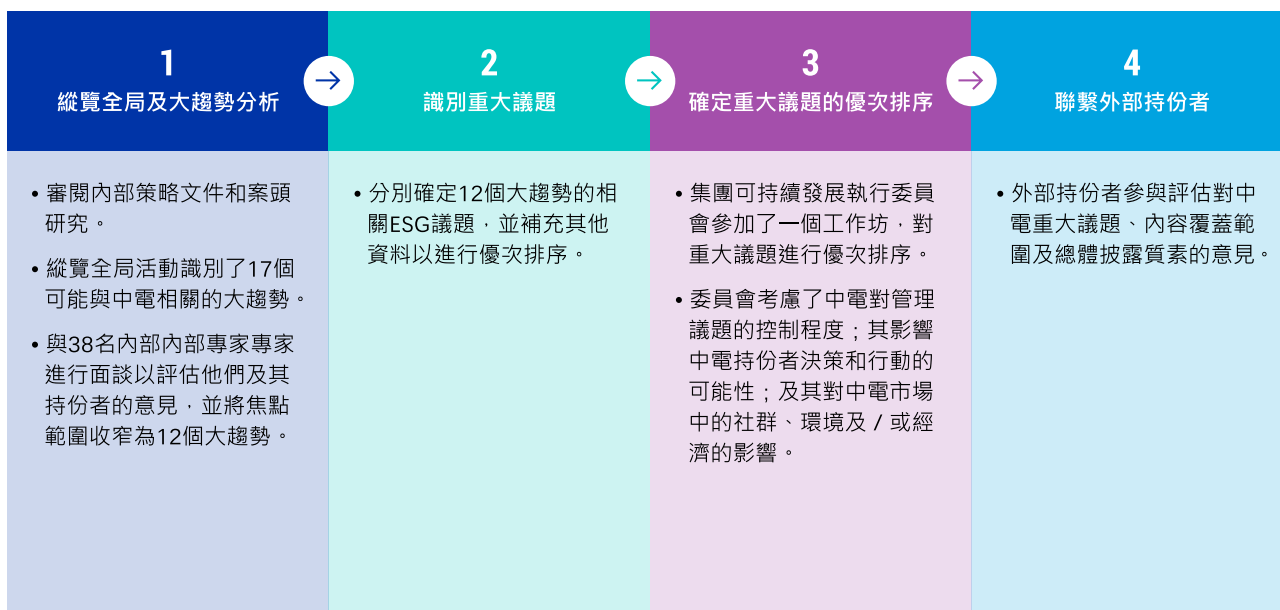 1
縱覽全局及大趨勢分析
• 審閱內部策略文件和案頭
研究。
• 縱覽全局活動識別了17個
可能與中電相關的大趨勢。
• 與38名內部內部專家專家
進行面談以評估他們及其
持份者的意見，並將焦點
範圍收窄為12個大趨勢。
2
識別重大議題
• 分別確定12個大趨勢的相
關ESG議題，並補充其他
資料以進行優次排序。
3
確定重大議題的優次排序
• 集團可持續發展執行委員
會參加了一個工作坊，對
重大議題進行優次排序。
• 委員會考慮了中電對管理
議題的控制程度；其影響
中電持份者決策和行動的
可能性；及其對中電市場
中的社群、環境及 / 或經
濟的影響。
4
聯繫外部持份者
• 外部持份者參與評估對中
電重大議題、內容覆蓋範
圍及總體披露質素的意見。